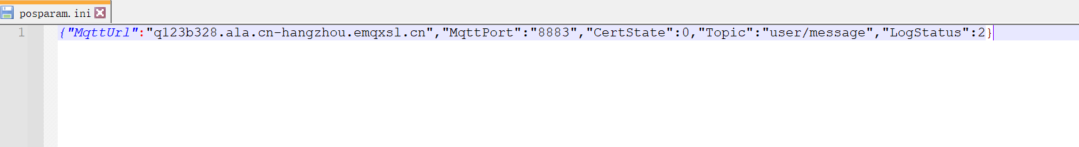 posparam.ini
1
{"MqttUrl":"q123b328.ala.cn-hangzhou.emqxsl.cn","MqttPort":"8883","CertState":0,"Topic":"user/message","LogStatus":2}